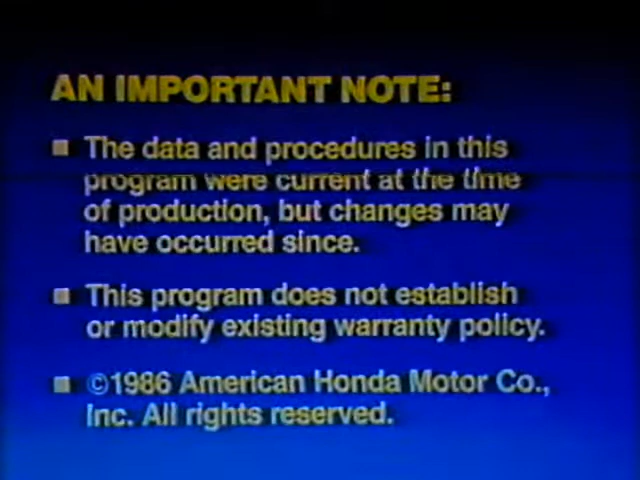 AN IMPORTANT NOTE:
The data and procedures in this
program were current at the time
of production, but changes may
have occurred since.
This program does not establish
or modify existing warranty policy.
©1986 American Honda Motor Co.,
Inc. All rights reserved.